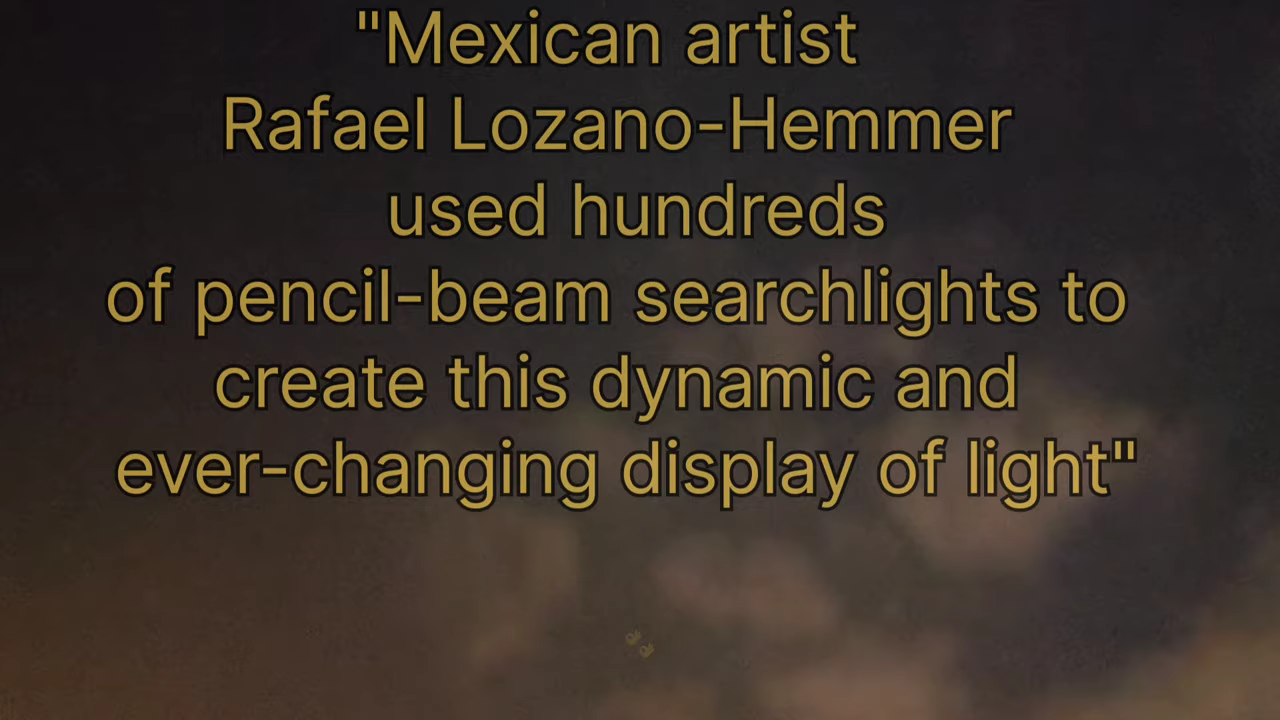 "Mexican artist
Rafael Lozano-Hemmer
used hundreds
of pencil-beam searchlights to
create this dynamic and
ever-changing display of light"